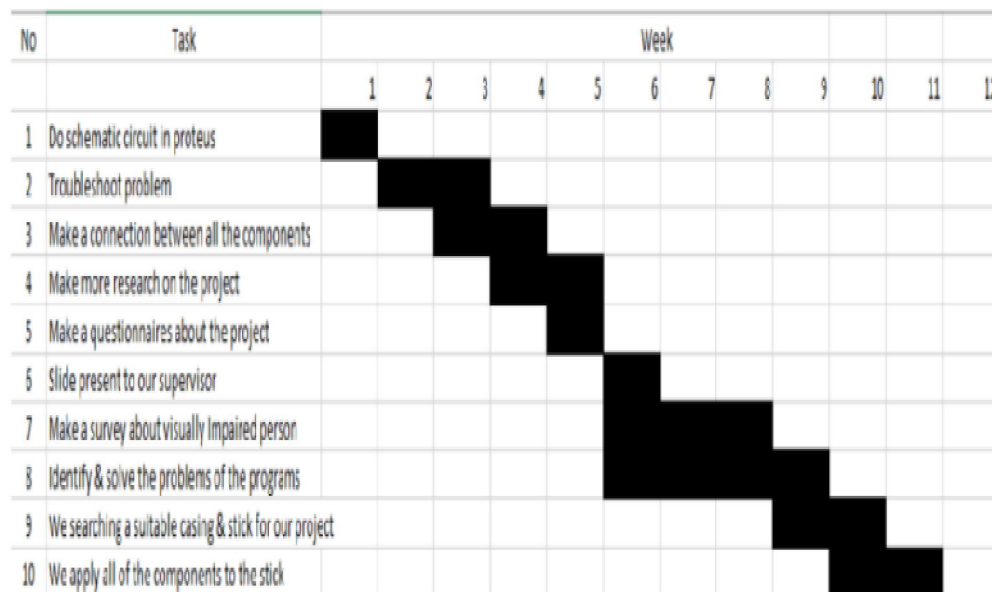 No Task Week
1 2 3 4 5 6 7 8 9 10 11
1 Do schematic circuit in proteus
2 Troubleshoot problem
3 Make a connection between all the components
4 Make more research on the project
5 Make a questionnaires about the project
6 Slide present to our supervisor
7 Make a survey about visually Impaired person
8 Identify & solve the problems of the programs
9 We searching a suitable casing & stick for our project
10 We apply all of the components to the stick